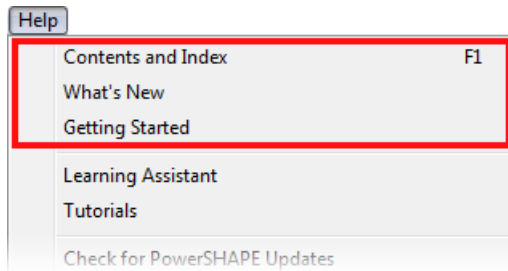 Help
Contents and Index F1
What's New
Getting Started
Learning Assistant
Tutorials
Check for PowerSHAPE Updates